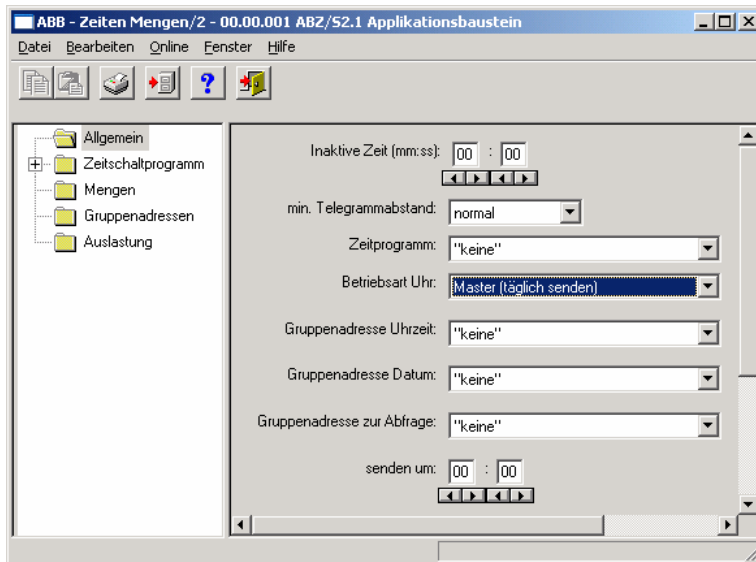 ABB - Zeiten Mengen/2 - 00.00.001 ABZ/S2.1 Applikationsbaustein
Datei Bearbeiten Online Fenster Hilfe
?
Allgemein
Zeitschaltprogramm
Mengen
Gruppenadressen
Auslastung
Inaktive Zeit (mm:ss): 00 : 00
min. Telegrammabstand: normal
Zeitprogramm: "keine"
Betriebsart Uhr: Master (täglich senden)
Gruppenadresse Uhrzeit: "keine"
Gruppenadresse Datum: "keine"
Gruppenadresse zur Abfrage: "keine"
senden um: 00 : 00